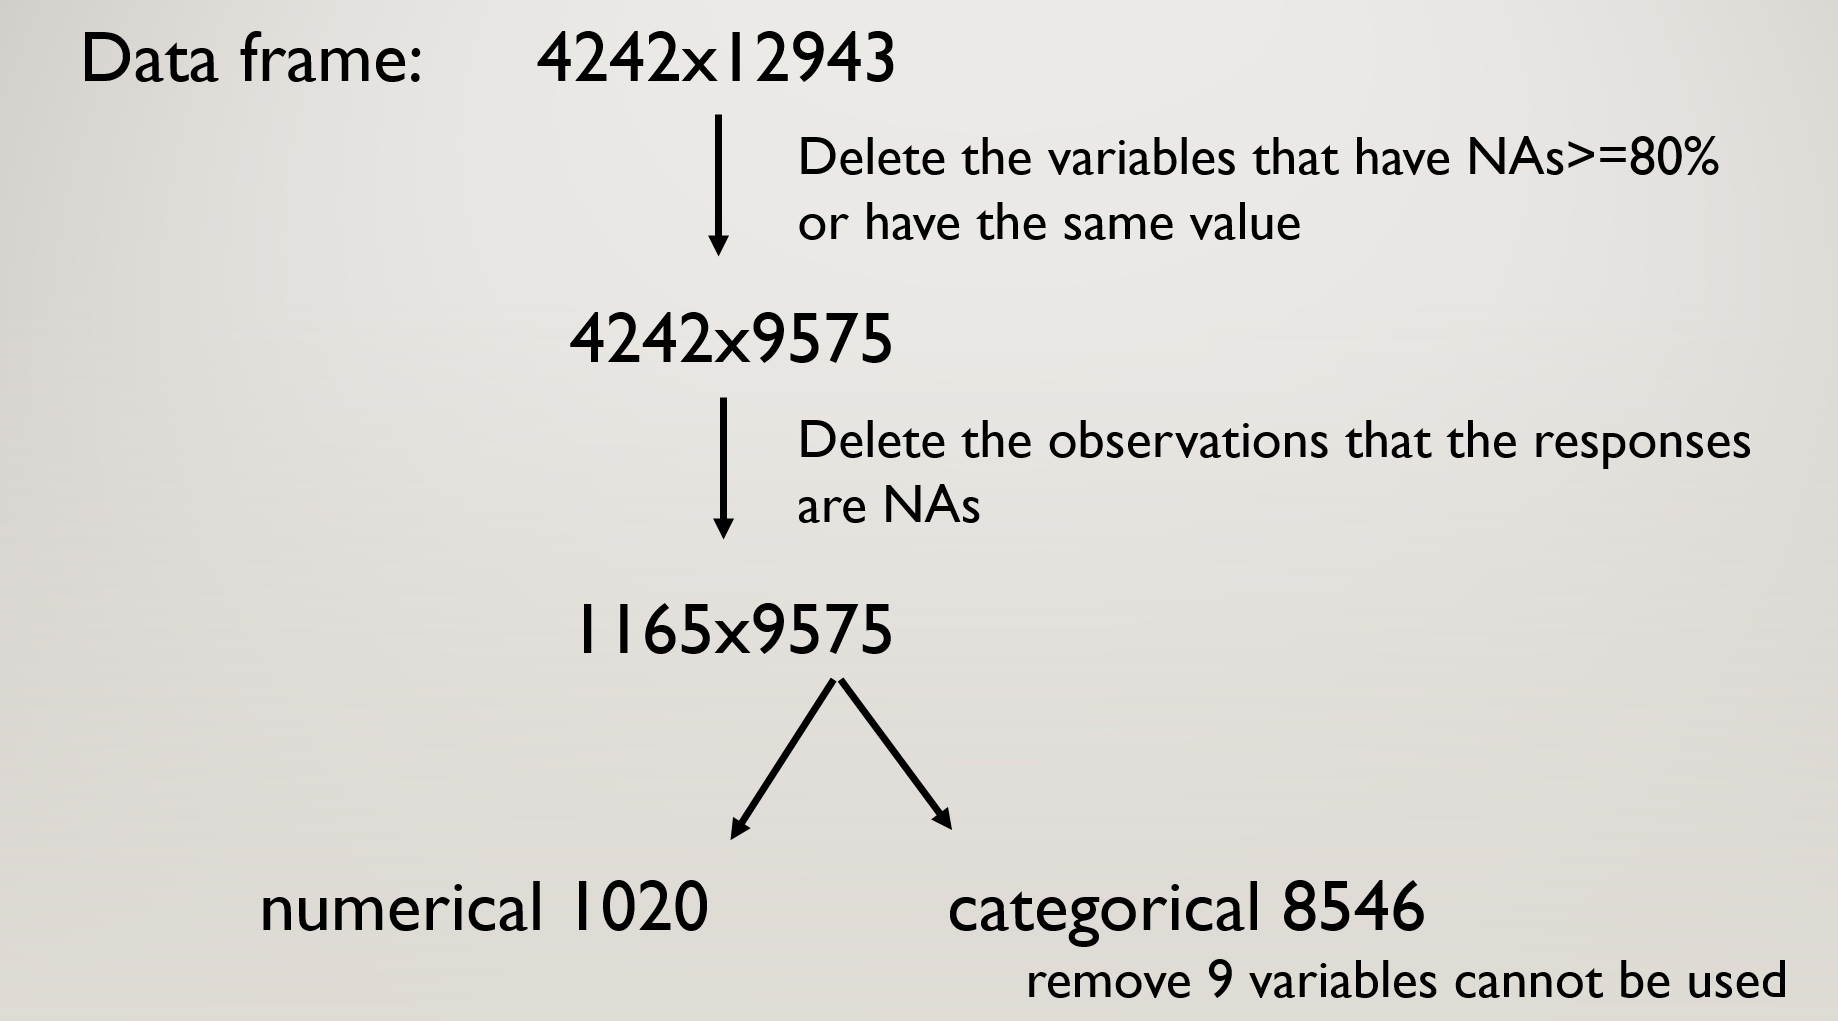 Data frame: 4242x12943
Delete the variables that have NAs>=80%
or have the same value
4242x9575
Delete the observations that the responses
are NAs
1165x9575
numerical 1020 categorical 8546
remove 9 variables cannot be used